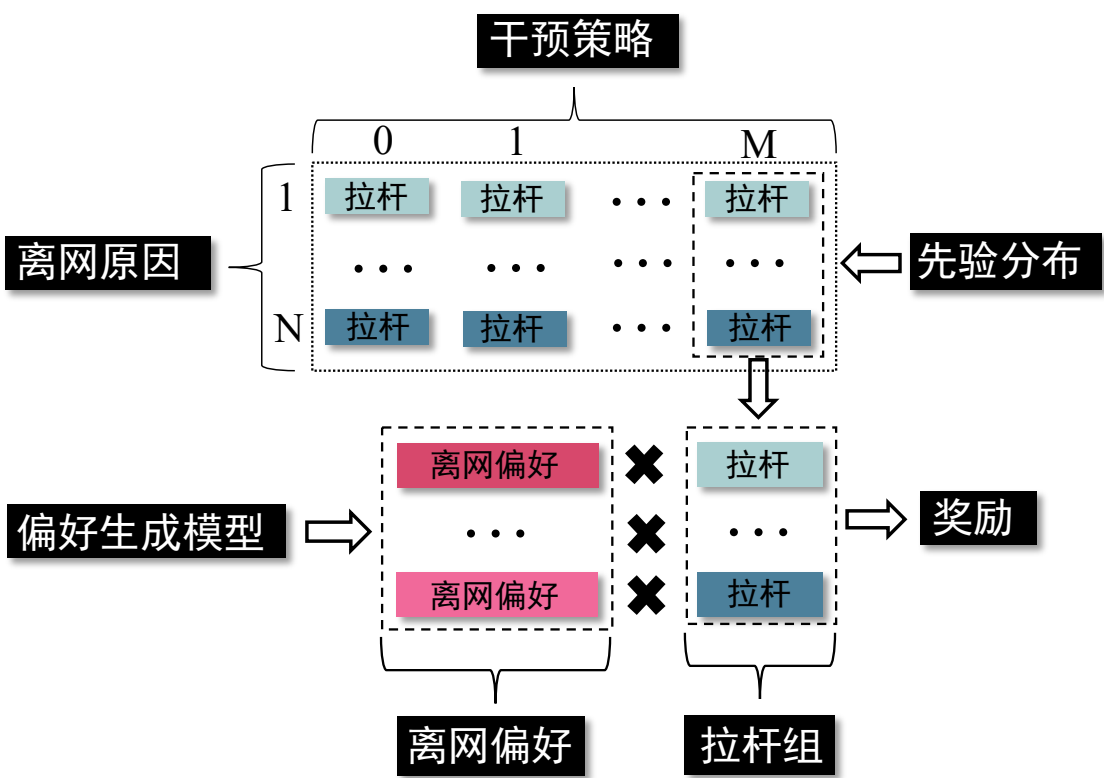 干预策略
0 1 M
1 拉杆 拉杆 ··· 拉杆
离网原因 ··· ··· ··· ··· 先验分布
N 拉杆 拉杆 ··· 拉杆
离网偏好 ✖ 拉杆
偏好生成模型 ··· ✖ ··· 奖励
离网偏好 ✖ 拉杆
离网偏好 拉杆组